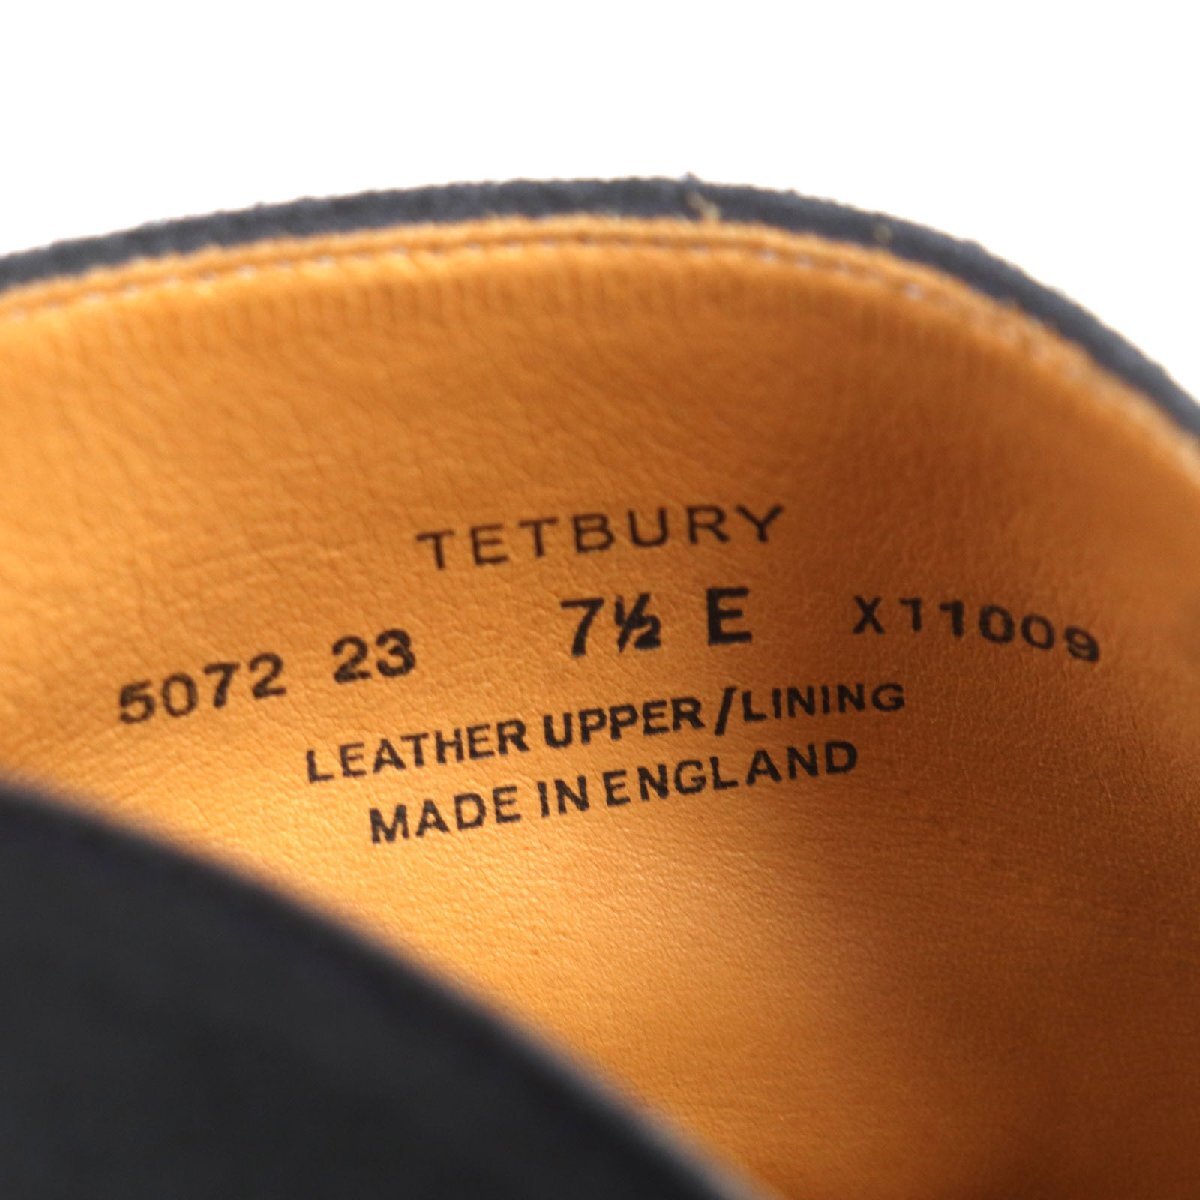 TETBURY
5072 23 7½ E X11009
LEATHER UPPER/LINING
MADE IN ENGLAND